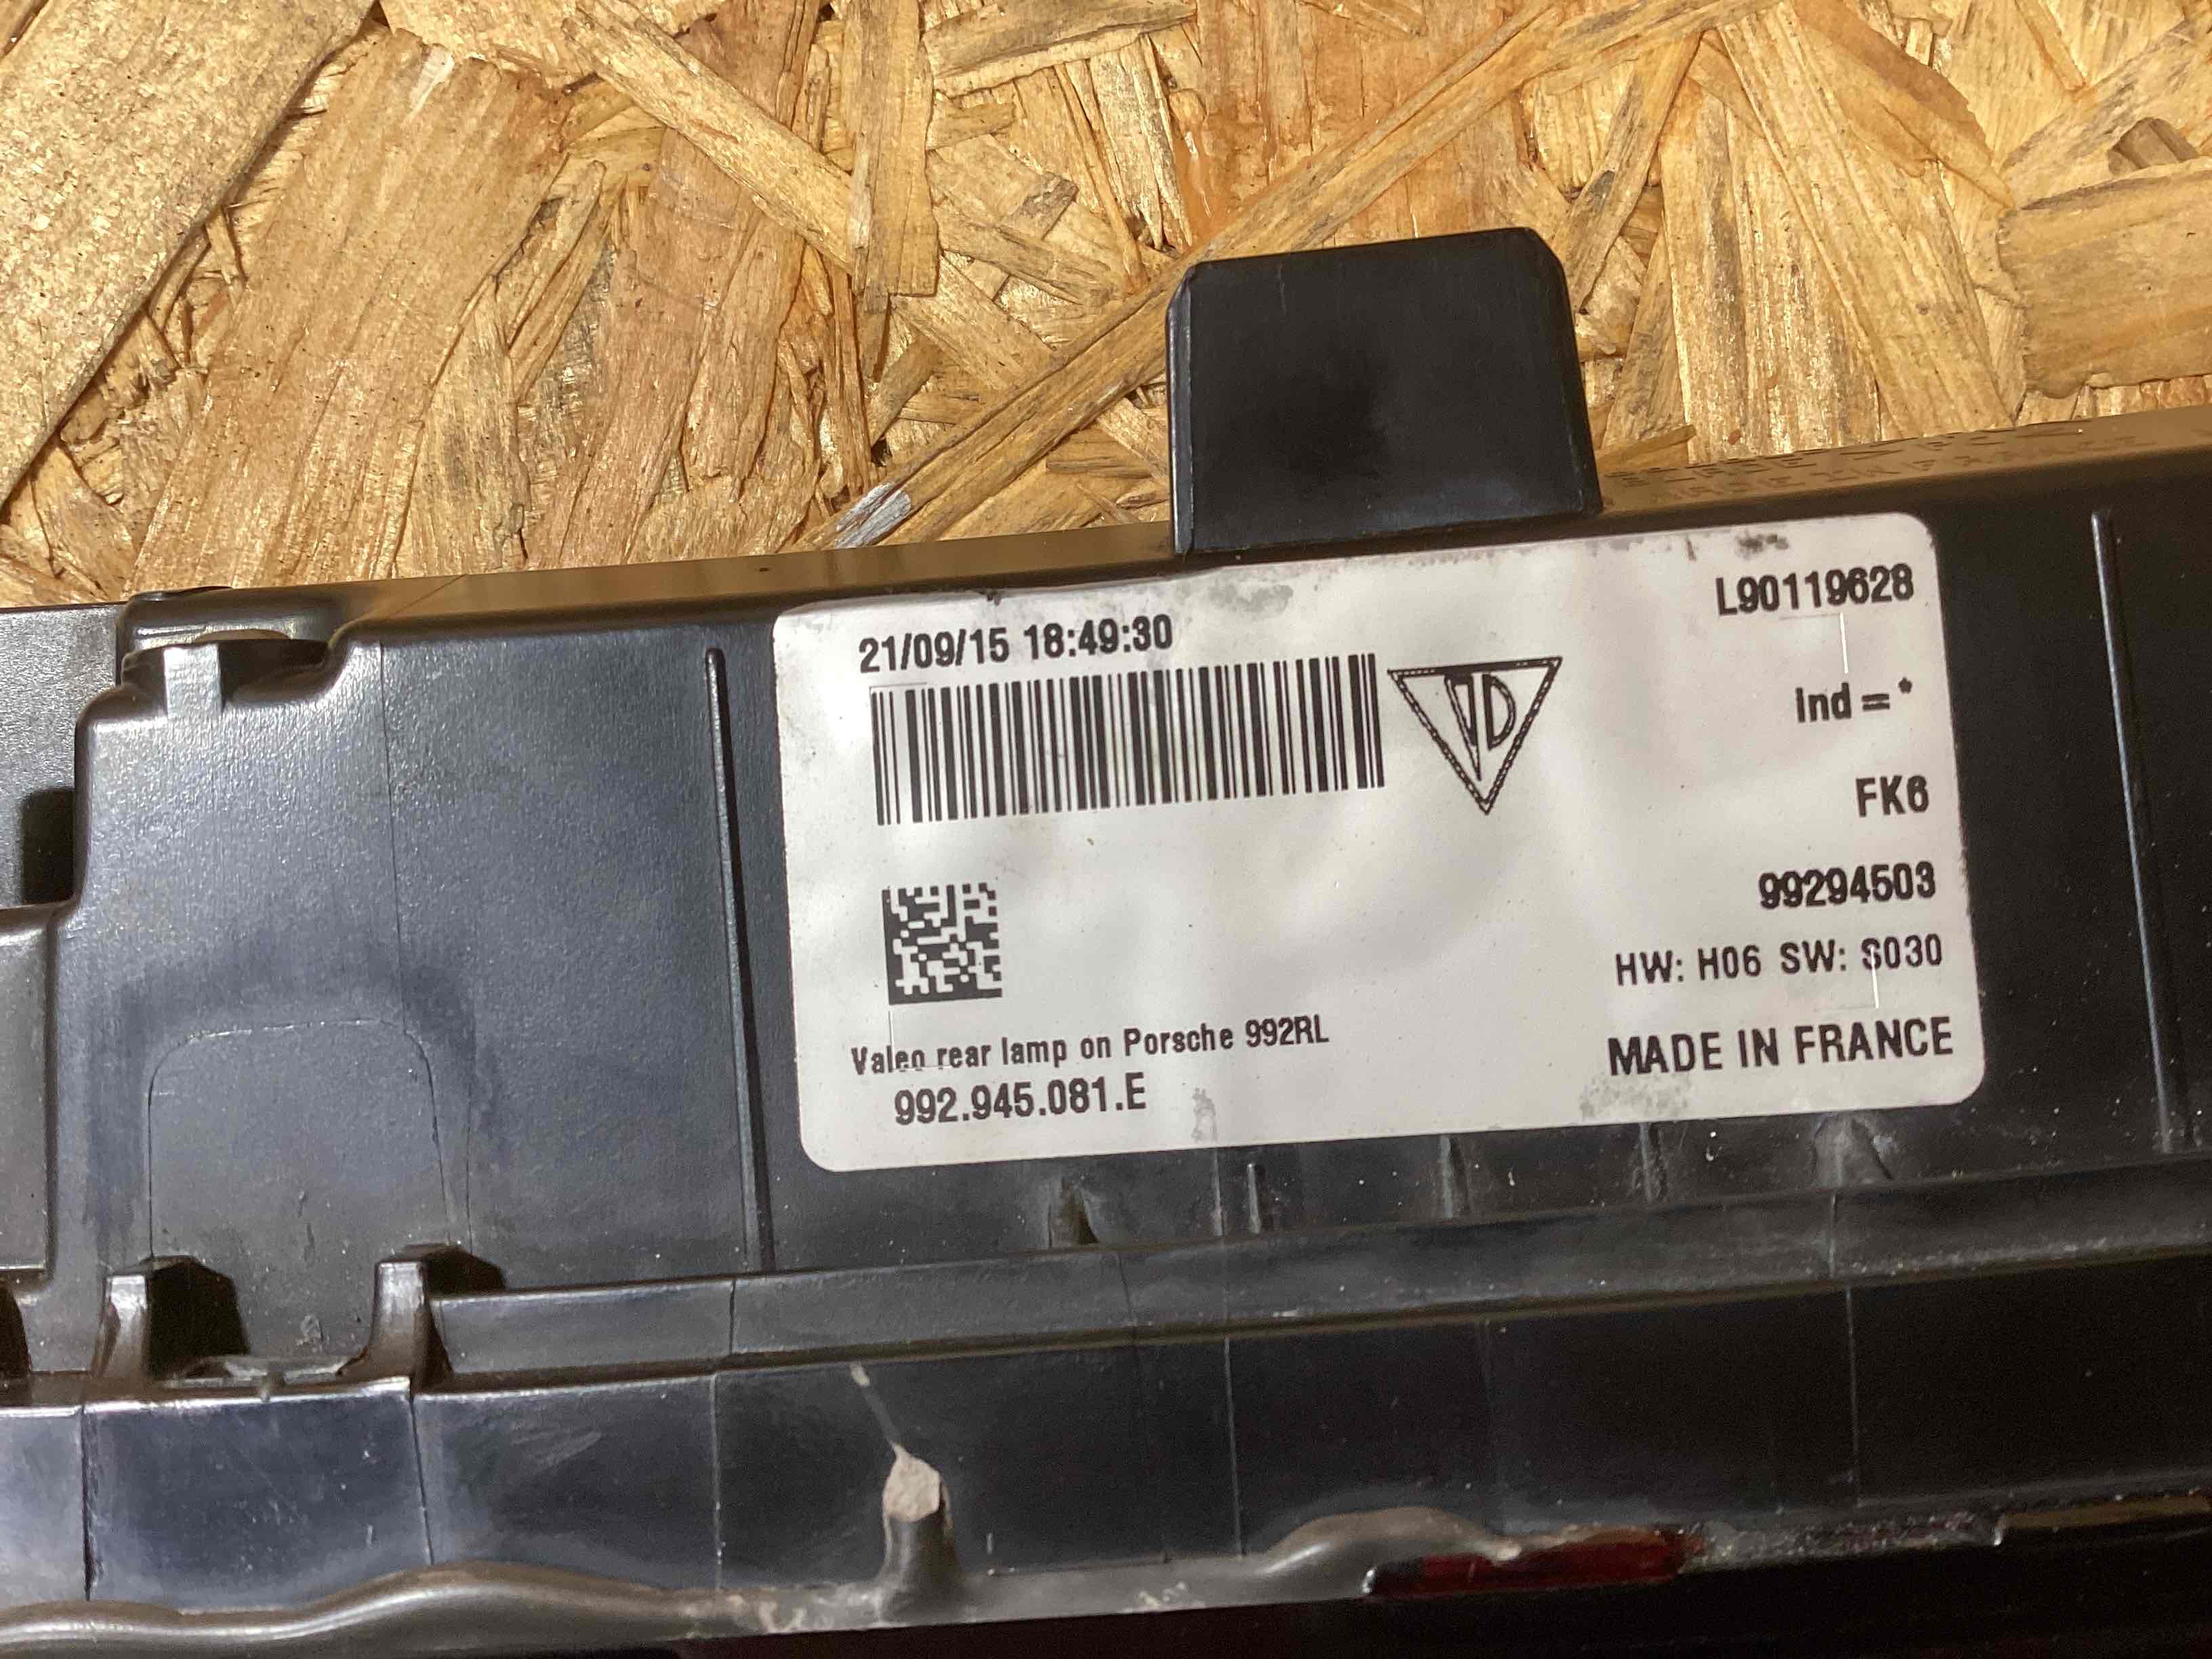 21/09/15 18:49:30
L90119628
Ind = *
FK6
99294503
HW: H06 SW: S030
Valeo rear lamp on Porsche 992RL
992.945.081.E
MADE IN FRANCE